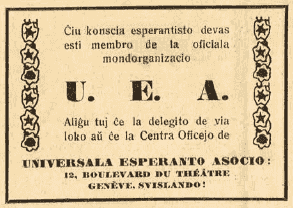 Ĉiu konscia esperantisto devas
esti membro de la oficiala
mondorganizacio
U. E. A.
Aliĝu tuj ĉe la delegito de via
loko aŭ ĉe la Centra Oficejo de
UNIVERSALA ESPERANTO ASOCIO:
12, BOULEVARD DU THÉÂTRE
GENÈVE, SVISLANDO!